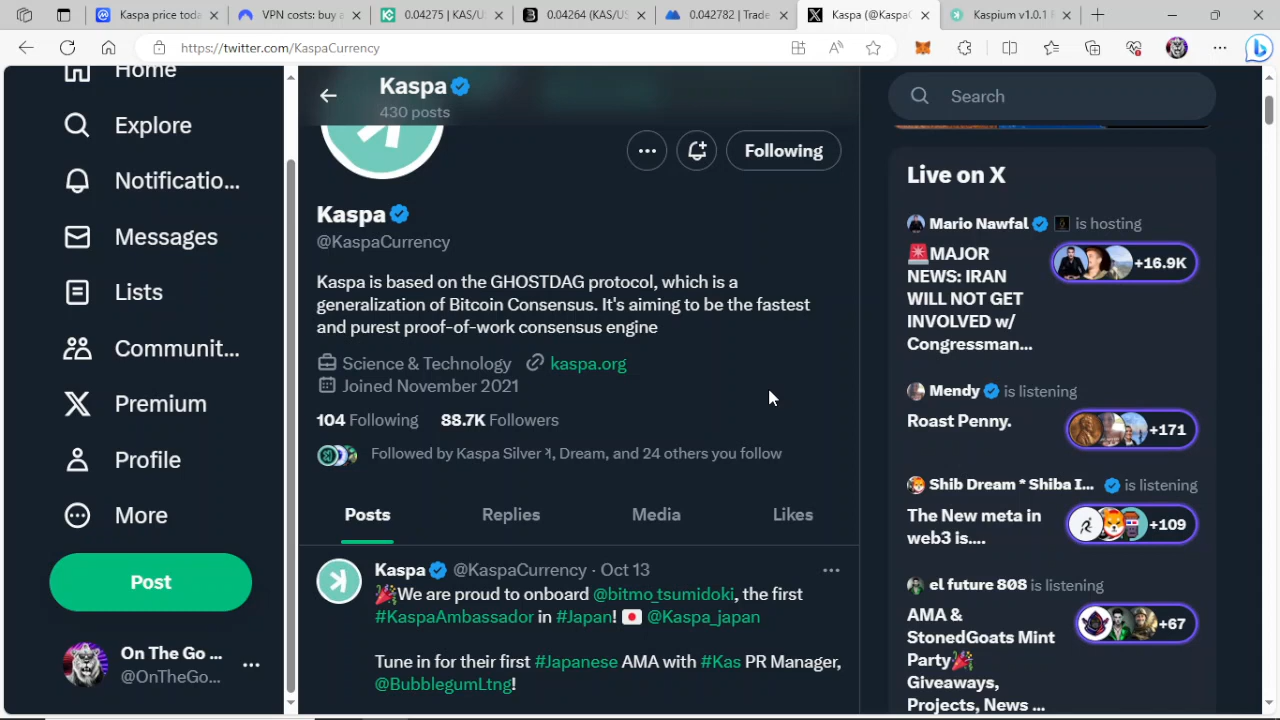 Kaspa price toda
VPN costs: buy a
0.04275 | KAS/US
0.04264 (KAS/US
0.042782 | Trade
Kaspa (@KaspaC
Kaspium v1.0.1 R
https://twitter.com/KaspaCurrency
Home
Explore
Notificatio...
Messages
Lists
Communit...
Premium
Profile
More
Post
On The Go ...
@OnTheGo...
Kaspa
430 posts
Following
Kaspa
@KaspaCurrency
Kaspa is based on the GHOSTDAG protocol, which is a
generalization of Bitcoin Consensus. It's aiming to be the fastest
and purest proof-of-work consensus engine
Science & Technology kaspa.org
Joined November 2021
104 Following 88.7K Followers
Followed by Kaspa Silver, Dream, and 24 others you follow
Posts Replies Media Likes
Kaspa @KaspaCurrency · Oct 13
🎉We are proud to onboard @bitmo_tsumidoki, the first
#KaspaAmbassador in #Japan! 🇯🇵 @Kaspa_japan
Tune in for their first #Japanese AMA with #Kas PR Manager,
@BubblegumLtng!
Search
Live on X
Mario Nawfal is hosting
🚨MAJOR
NEWS: IRAN
WILL NOT GET
INVOLVED w/
Congressman...
+16.9K
Mendy is listening
Roast Penny.
+171
Shib Dream * Shiba I... is listening
The New meta in
web3 is....
+109
el future 808 is listening
AMA &
StonedGoats Mint
Party🎉
Giveaways,
Projects, News ...
+67